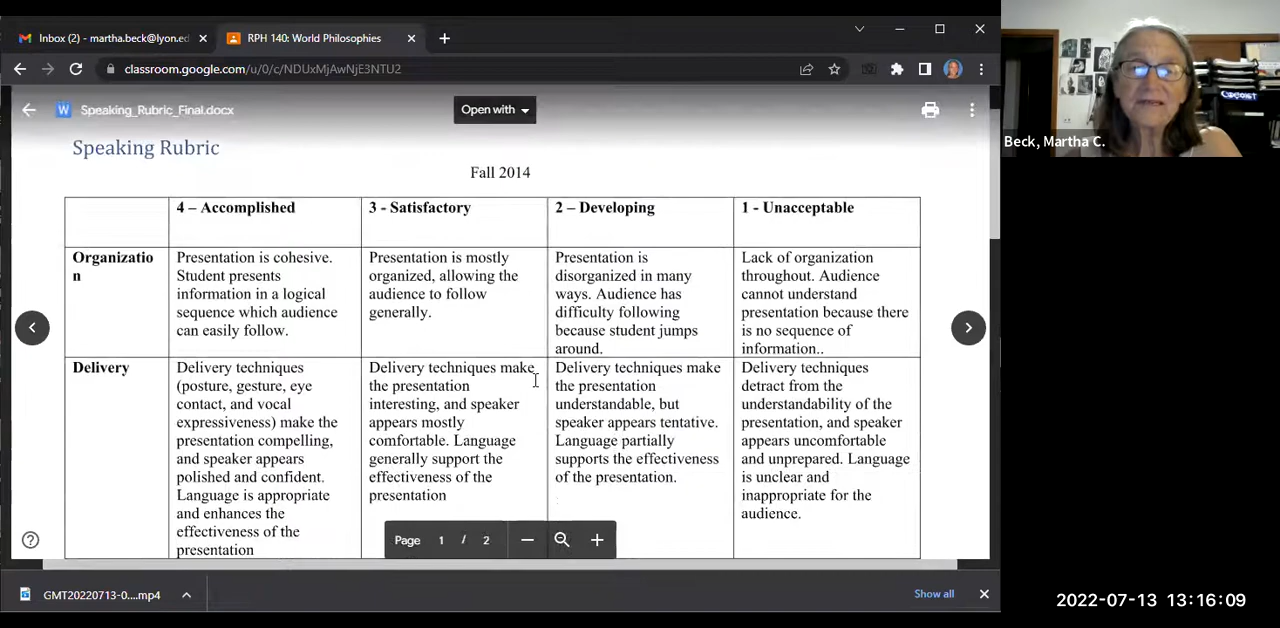 Inbox (2) - martha.beck@lyon.ed
RPH 140: World Philosophies
classroom.google.com/u/0/c/NDUxMjAwNjE3NTU2
Speaking_Rubric_Final.docx
Open with
Speaking Rubric
Fall 2014
4 – Accomplished
3 - Satisfactory
2 – Developing
1 - Unacceptable
Organizatio
n
Presentation is cohesive.
Student presents
information in a logical
sequence which audience
can easily follow.
Presentation is mostly
organized, allowing the
audience to follow
generally.
Presentation is
disorganized in many
ways. Audience has
difficulty following
because student jumps
around.
Lack of organization
throughout. Audience
cannot understand
presentation because there
is no sequence of
information..
Delivery
Delivery techniques
(posture, gesture, eye
contact, and vocal
expressiveness) make the
presentation compelling,
and speaker appears
polished and confident.
Language is appropriate
and enhances the
effectiveness of the
presentation
Delivery techniques make
the presentation
interesting, and speaker
appears mostly
comfortable. Language
generally support the
effectiveness of the
presentation
Delivery techniques make
the presentation
understandable, but
speaker appears tentative.
Language partially
supports the effectiveness
of the presentation.
Delivery techniques
detract from the
understandability of the
presentation, and speaker
appears uncomfortable
and unprepared. Language
is unclear and
inappropriate for the
audience.
Page 1 / 2
GMT20220713-0....mp4
Show all
Beck, Martha C.
2022-07-13 13:16:09